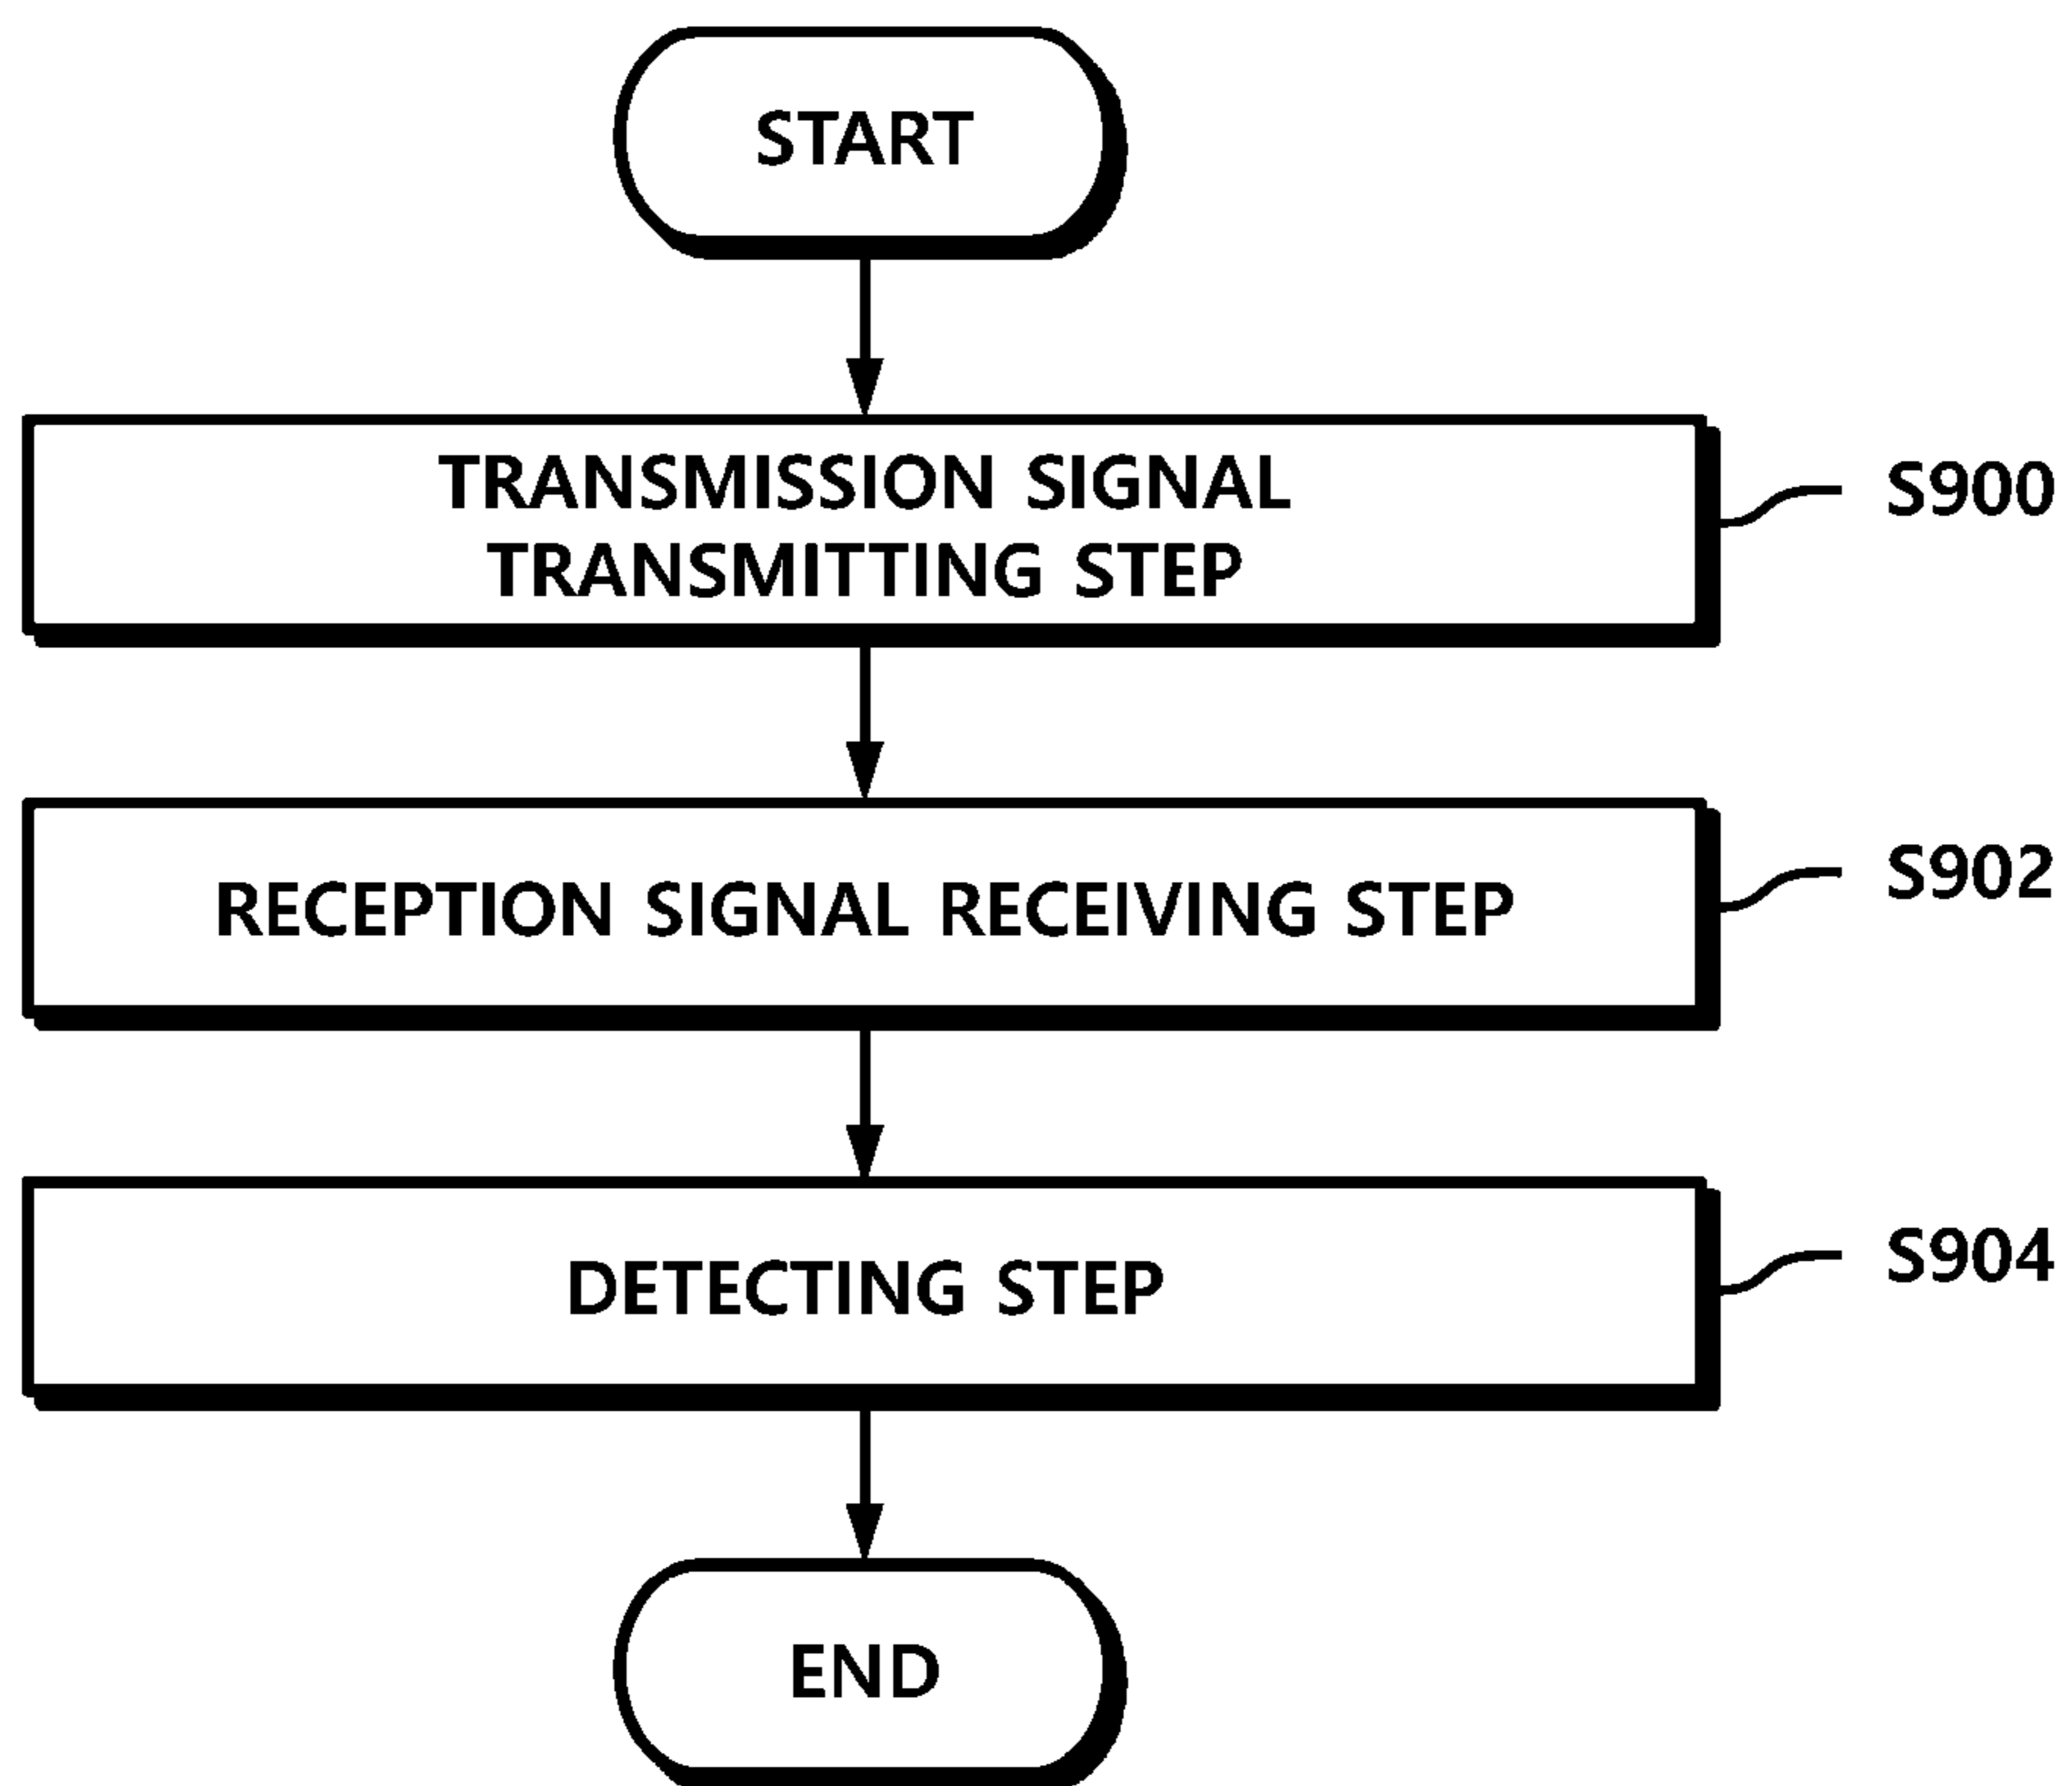 START
TRANSMISSION SIGNAL
TRANSMITTING STEP
S900
RECEPTION SIGNAL RECEIVING STEP
S902
DETECTING STEP
S904
END